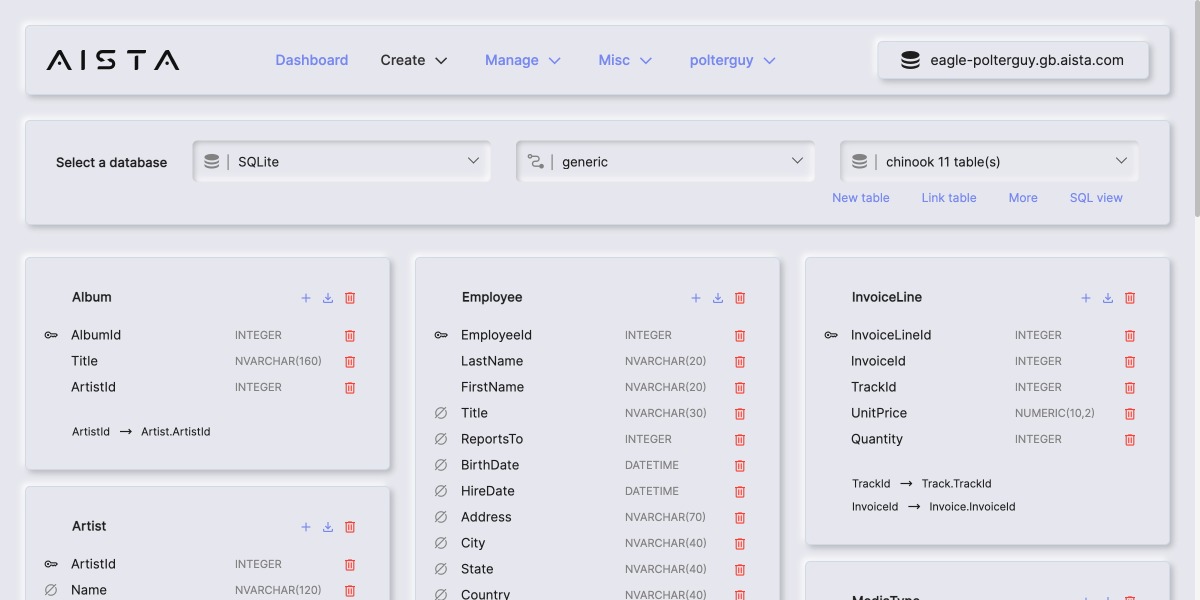 AISTA
Dashboard Create Manage Misc polterguy eagle-polterguy.gb.aista.com
Select a database SQLite generic chinook 11 table(s)
New table Link table More SQL view
Album
AlbumId INTEGER
Title NVARCHAR(160)
ArtistId INTEGER
ArtistId → Artist.ArtistId
Artist
ArtistId INTEGER
Name NVARCHAR(120)
Employee
EmployeeId INTEGER
LastName NVARCHAR(20)
FirstName NVARCHAR(20)
Title NVARCHAR(30)
ReportsTo INTEGER
BirthDate DATETIME
HireDate DATETIME
Address NVARCHAR(70)
City NVARCHAR(40)
State NVARCHAR(40)
Country NVARCHAR(40)
InvoiceLine
InvoiceLineId INTEGER
InvoiceId INTEGER
TrackId INTEGER
UnitPrice NUMERIC(10,2)
Quantity INTEGER
TrackId → Track.TrackId
InvoiceId → Invoice.InvoiceId
MediaType